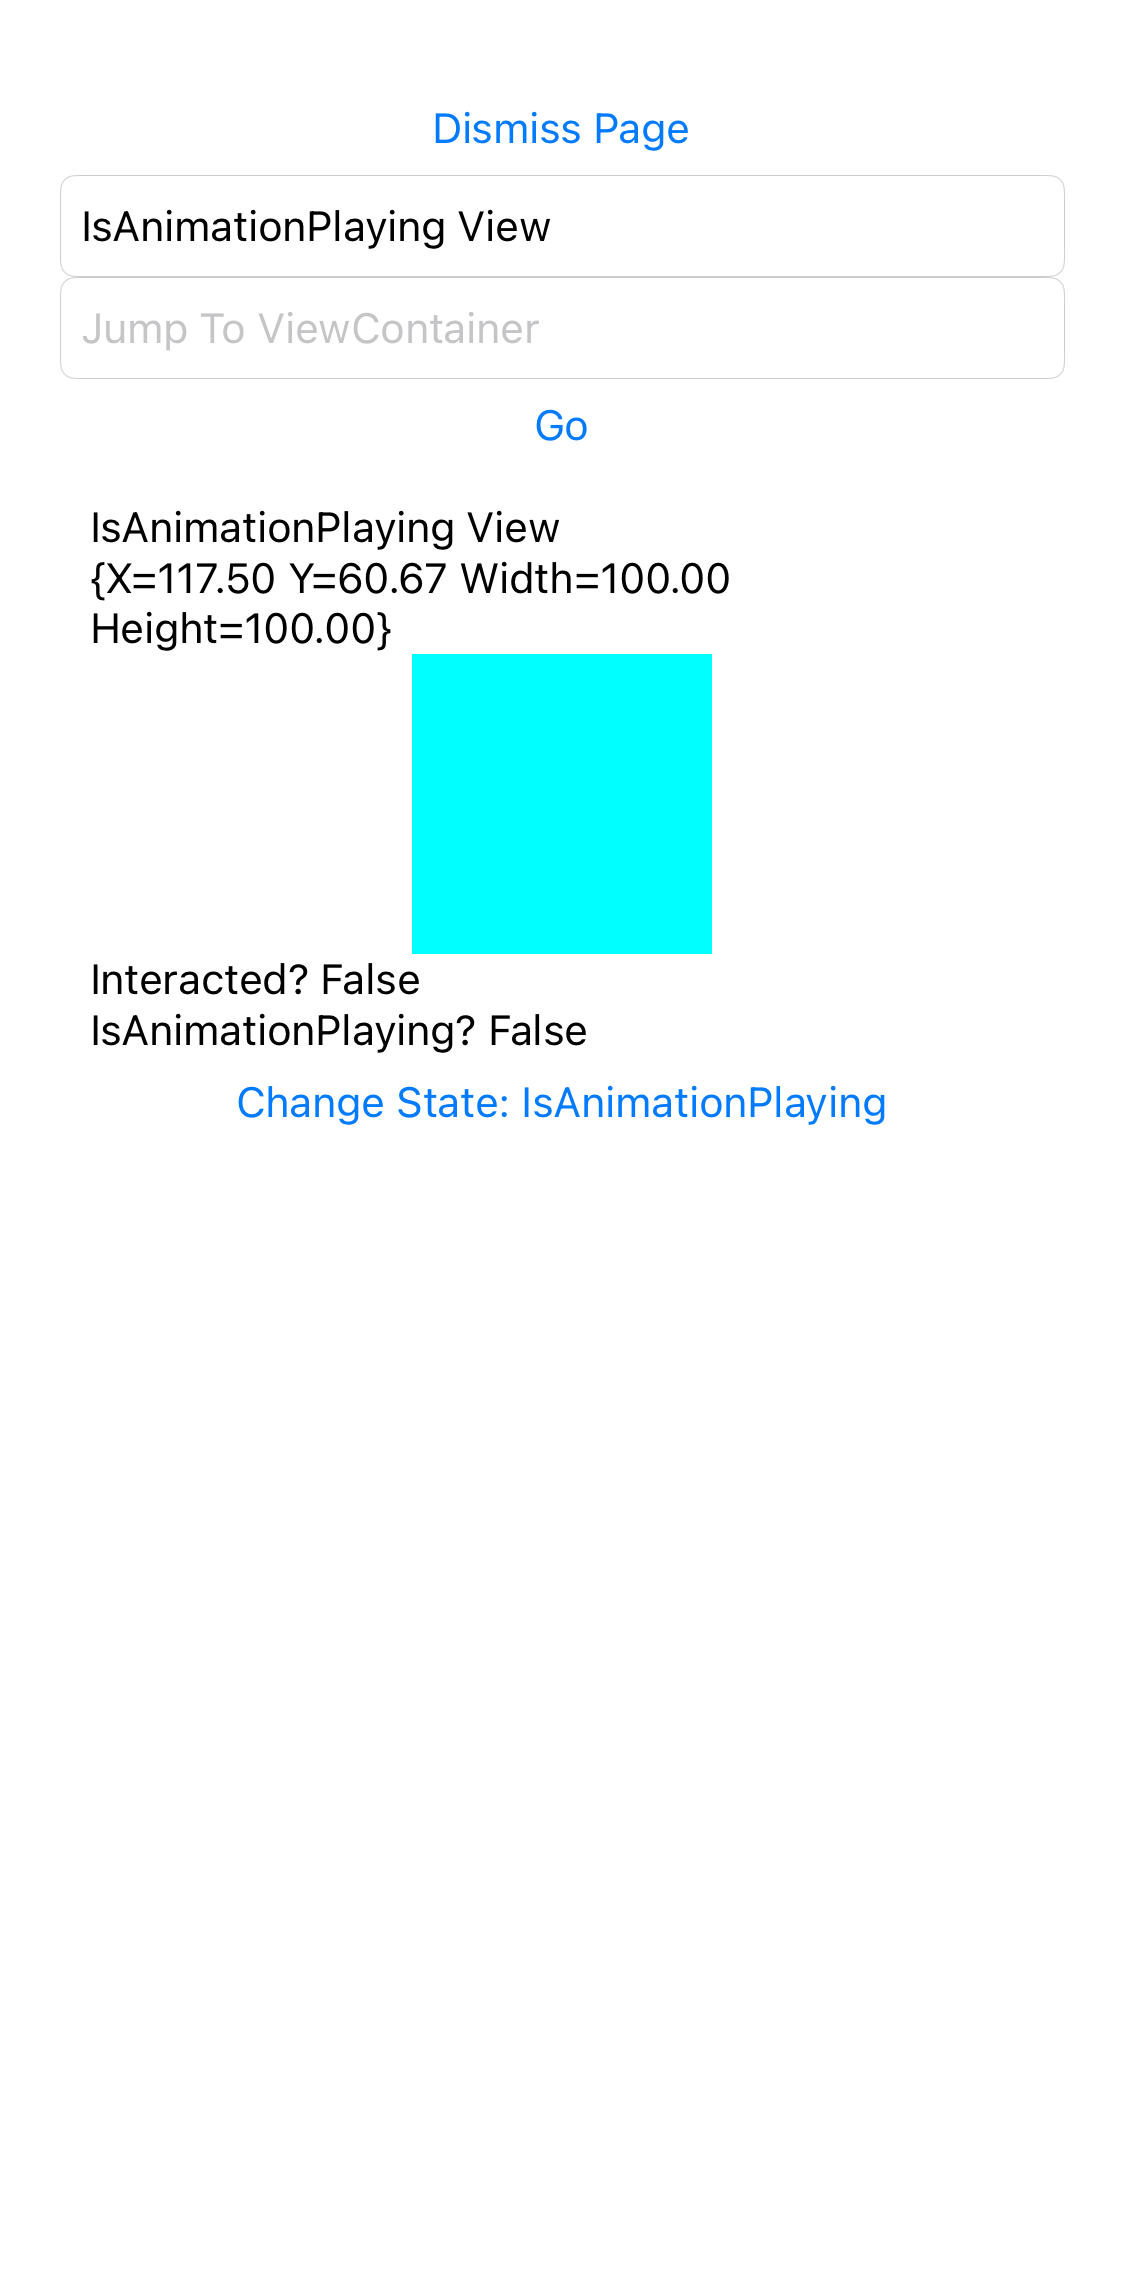 Dismiss Page
IsAnimationPlaying View
Jump To ViewContainer
Go
IsAnimationPlaying View
{X=117.50 Y=60.67 Width=100.00
Height=100.00}
Interacted? False
IsAnimationPlaying? False
Change State: IsAnimationPlaying